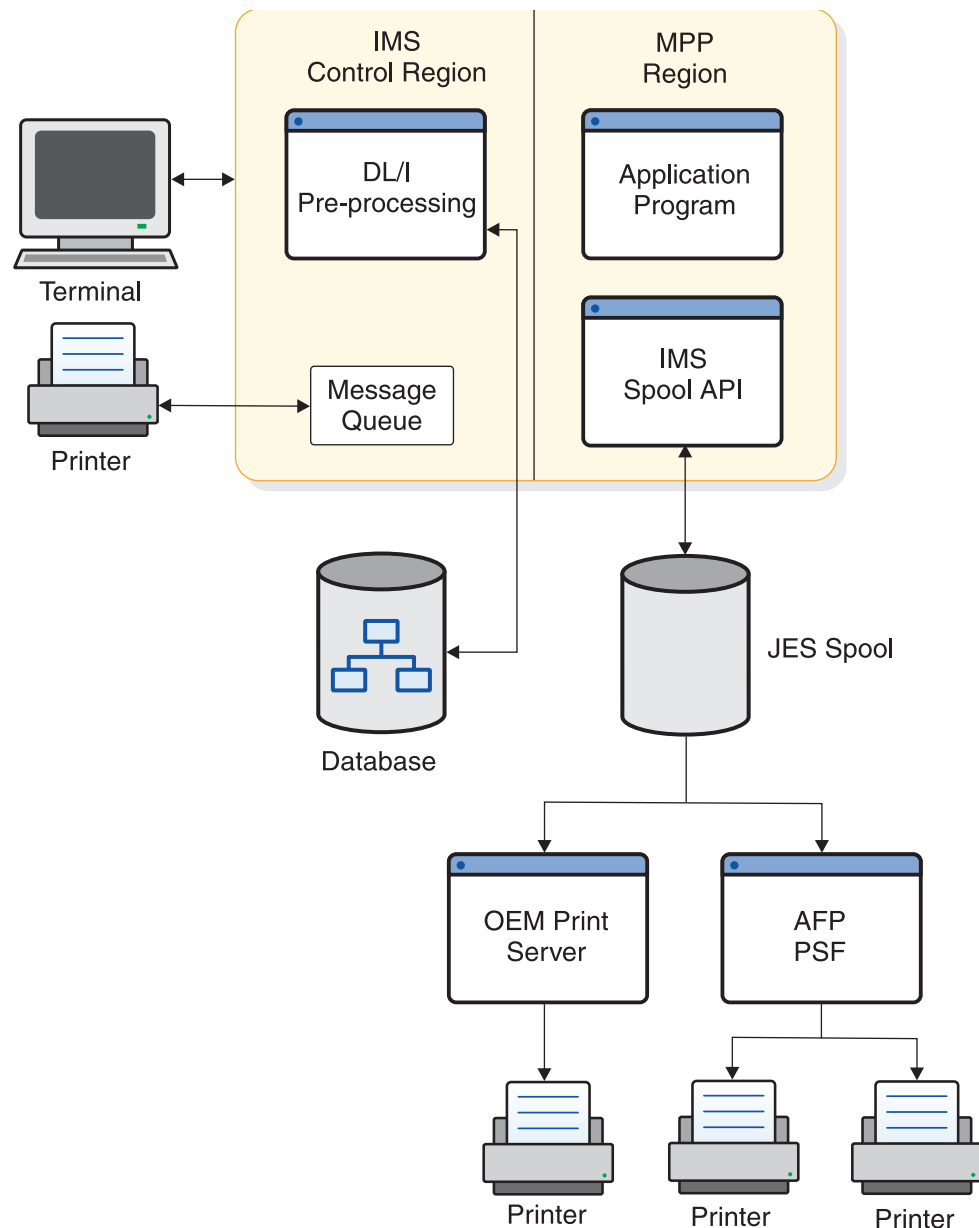 IMS
Control Region
MPP
Region
DL/I
Pre-processing
Application
Program
Terminal
IMS
Spool API
Message
Queue
Printer
JES Spool
Database
OEM Print
Server
AFP
PSF
Printer
Printer
Printer